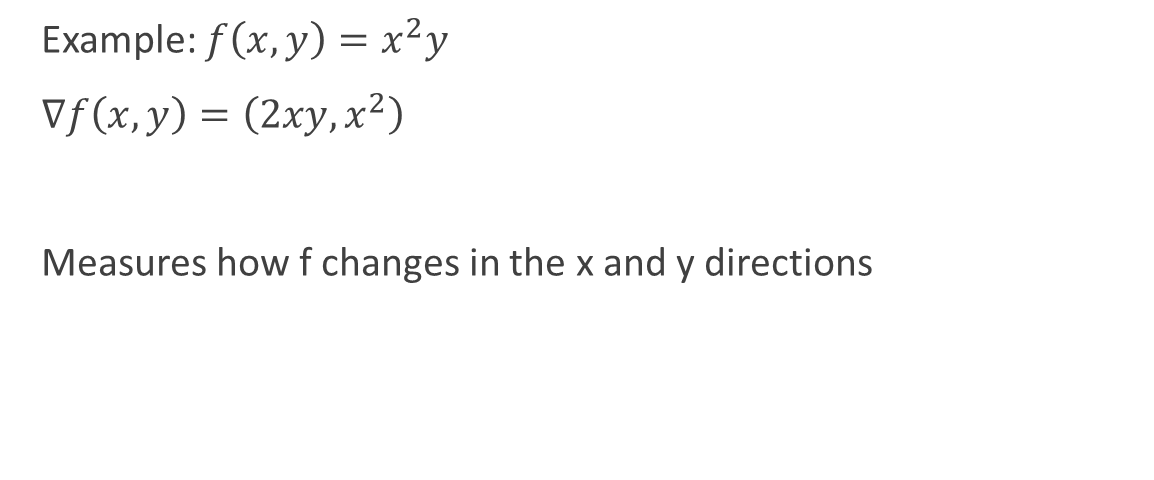 Example: 𝑓(𝑥, 𝑦) = 𝑥²𝑦
∇𝑓(𝑥, 𝑦) = (2𝑥𝑦, 𝑥²)
Measures how f changes in the x and y directions